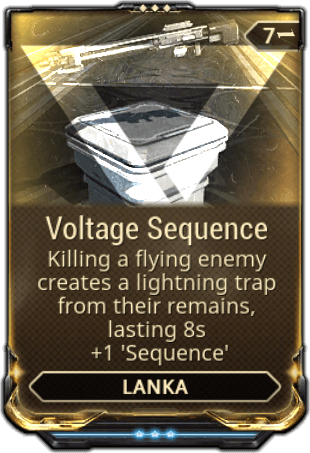 7
Voltage Sequence
Killing a flying enemy
creates a lightning trap
from their remains,
lasting 8s
+1 'Sequence'
LANKA